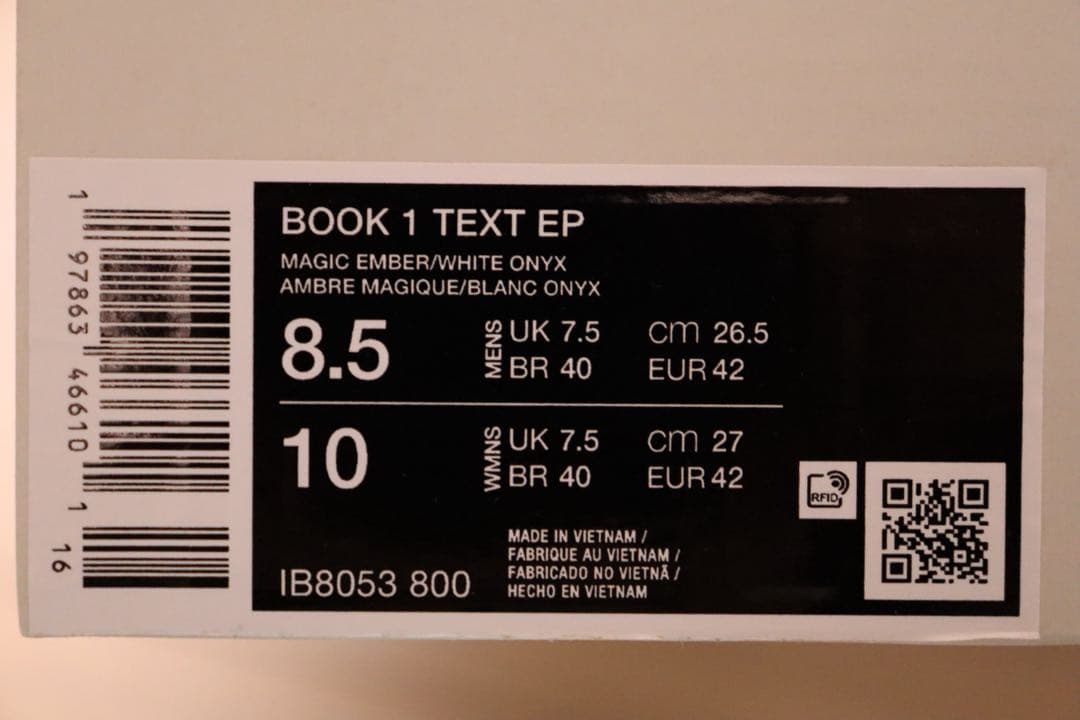 BOOK 1 TEXT EP
MAGIC EMBER/WHITE ONYX
AMBRE MAGIQUE/BLANC ONYX
8.5 MENS UK 7.5 cm 26.5
BR 40 EUR 42
10 WMNS UK 7.5 cm 27
BR 40 EUR 42
RFID
MADE IN VIETNAM /
FABRIQUE AU VIETNAM /
FABRICADO NO VIETNÃ /
HECHO EN VIETNAM
IB8053 800
1 97863 46610 1 16